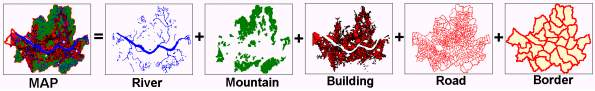 = + + + +
MAP River Mountain Building Road Border